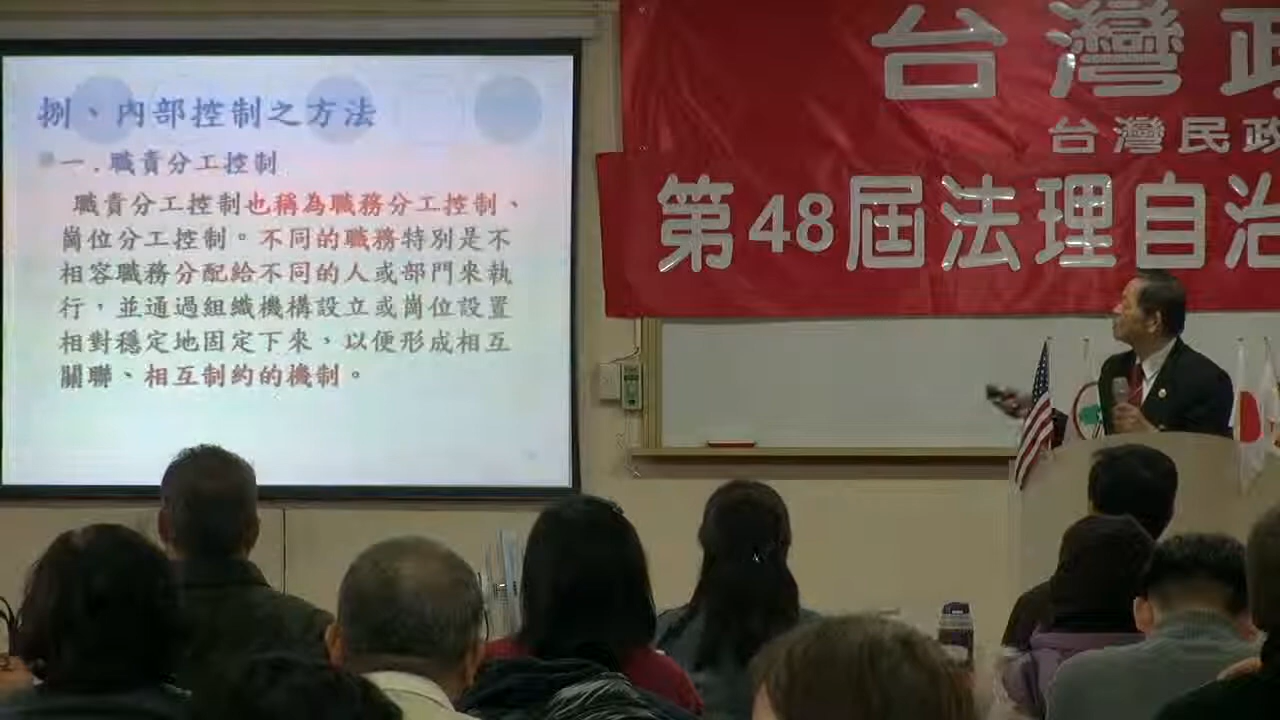 捌、內部控制之方法
一.職責分工控制
職責分工控制也稱為職務分工控制、
崗位分工控制。不同的職務特別是不
相容職務分配給不同的人或部門來執
行，並通過組織機構設立或崗位設置
相對穩定地固定下來，以便形成相互
關聯、相互制約的機制。
台灣政
台灣民政
第48屆法理自治